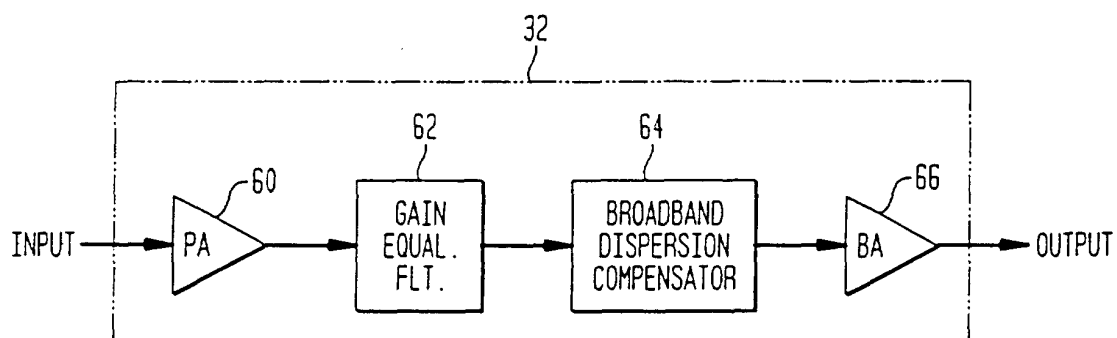 32
62
64
60
66
INPUT
PA
GAIN
EQUAL.
FLT.
BROADBAND
DISPERSION
COMPENSATOR
BA
OUTPUT